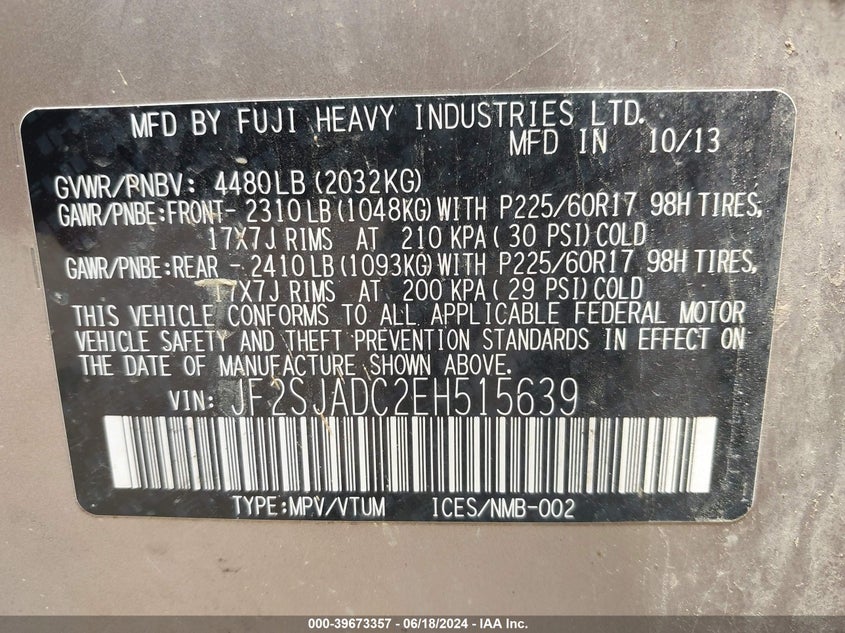 MFD BY FUJI HEAVY INDUSTRIES LTD.
MFD IN 10/13
GVWR/PNBV: 4480LB (2032KG)
GAWR/PNBE:FRONT- 2310LB (1048KG) WITH P225/60R17 98H TIRES,
17X7J RIMS AT 210 KPA( 30 PSI) COLD
GAWR/PNBE:REAR - 2410LB (1093KG) WITH P225/60R17 98H TIRES,
17X7J RIMS AT 200 KPA( 29 PSI) COLD
THIS VEHICLE CONFORMS TO ALL APPLICABLE FEDERAL MOTOR
VEHICLE SAFETY AND THEFT PREVENTION STANDARDS IN EFFECT ON
THE DATE OF MANUFACTURE SHOWN ABOVE.
VIN: JF2SJADC2EH515639
TYPE:MPV/VTUM ICES/NMB-002
000-39673357 - 06/18/2024 - IAA Inc.